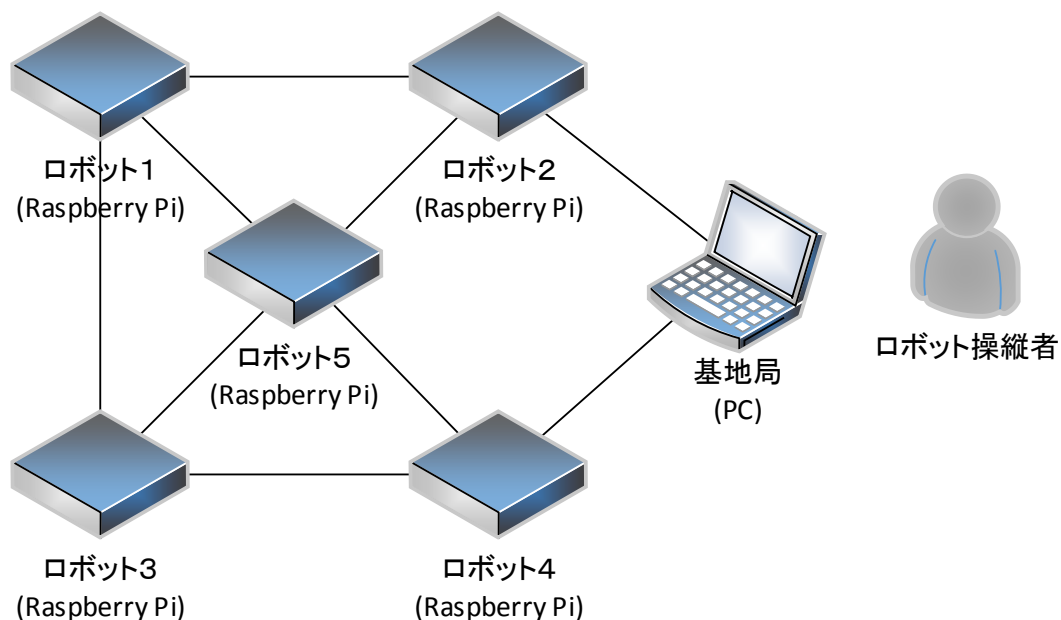 ロボット1
(Raspberry Pi)
ロボット2
(Raspberry Pi)
ロボット5
(Raspberry Pi)
基地局
(PC)
ロボット操縦者
ロボット3
(Raspberry Pi)
ロボット4
(Raspberry Pi)